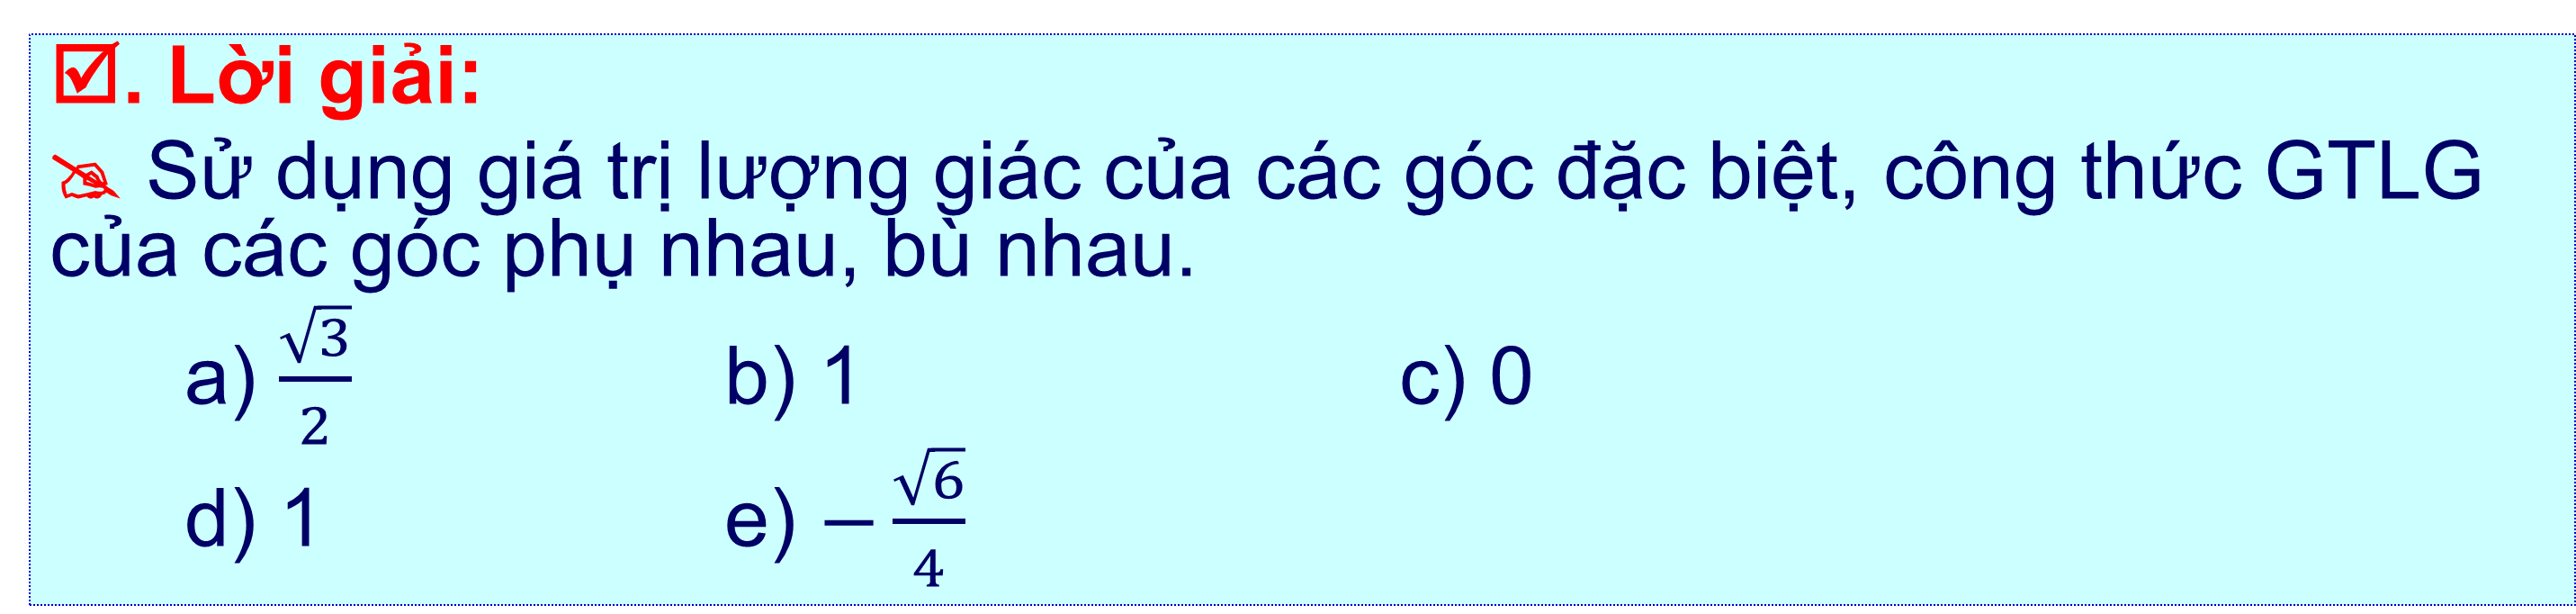 ☑. Lời giải:
Sử dụng giá trị lượng giác của các góc đặc biệt, công thức GTLG
của các góc phụ nhau, bù nhau.
a) √3/2 b) 1 c) 0
d) 1 e) −√6/4